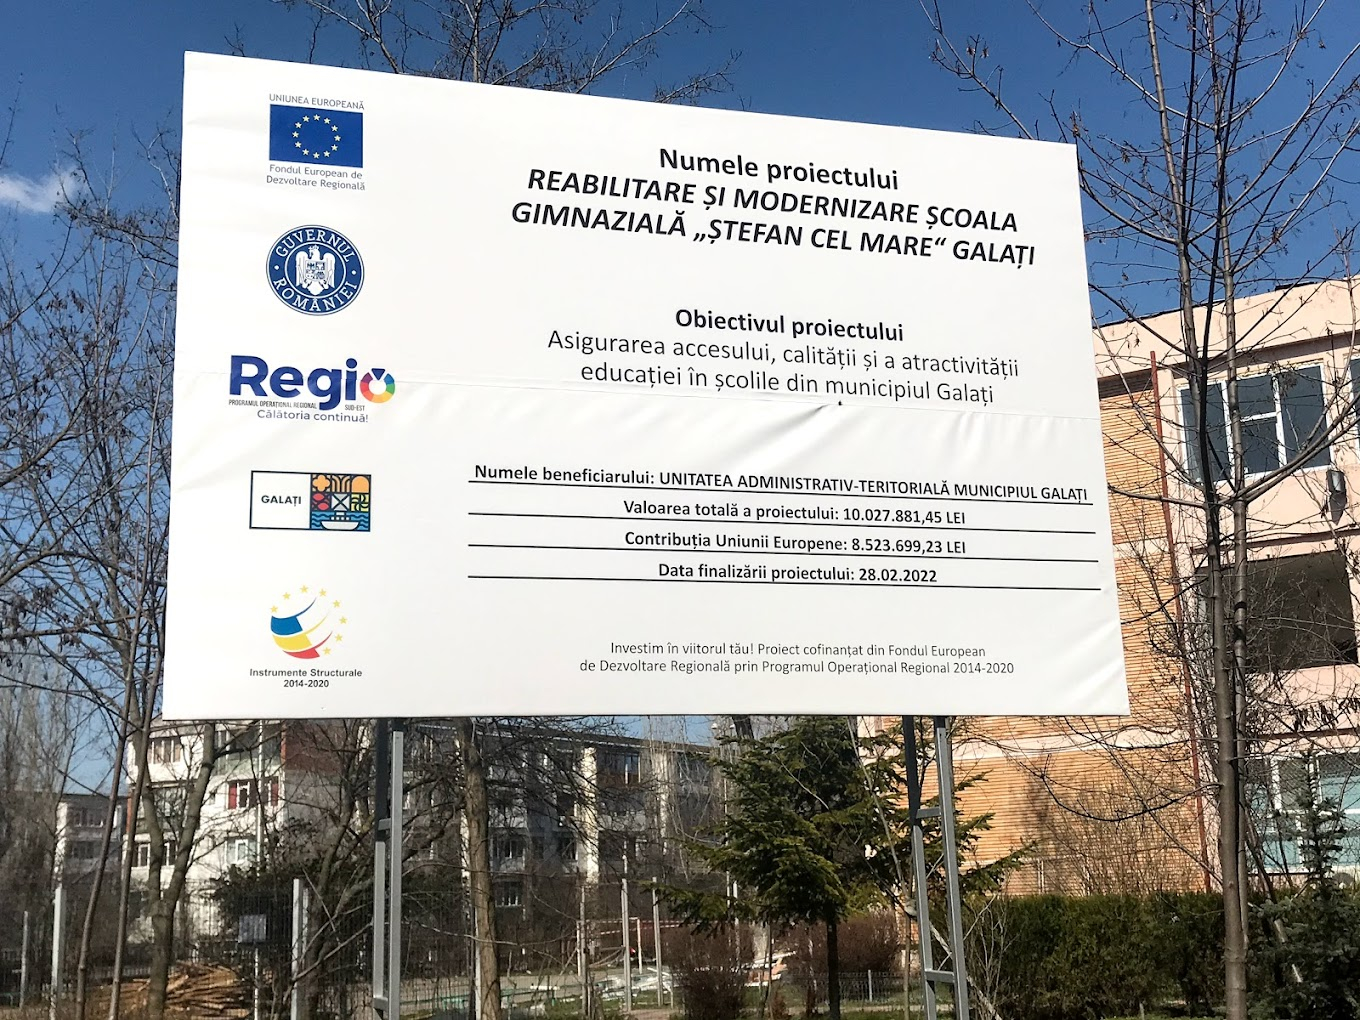 UNIUNEA EUROPEANĂ
Fondul European de
Dezvoltare Regională
GUVERNUL
ROMÂNIEI
Regio
PROGRAMUL OPERAȚIONAL REGIONAL SUD-EST
Călătoria continuă!
GALAȚI
Instrumente Structurale
2014-2020
Numele proiectului
REABILITARE ȘI MODERNIZARE ȘCOALA
GIMNAZIALĂ „ȘTEFAN CEL MARE“ GALAȚI
Obiectivul proiectului
Asigurarea accesului, calității și a atractivității
educației în școlile din municipiul Galați
Numele beneficiarului: UNITATEA ADMINISTRATIV-TERITORIALĂ MUNICIPIUL GALAȚI
Valoarea totală a proiectului: 10.027.881,45 LEI
Contribuția Uniunii Europene: 8.523.699,23 LEI
Data finalizării proiectului: 28.02.2022
Investim în viitorul tău! Proiect cofinanțat din Fondul European
de Dezvoltare Regională prin Programul Operațional Regional 2014-2020